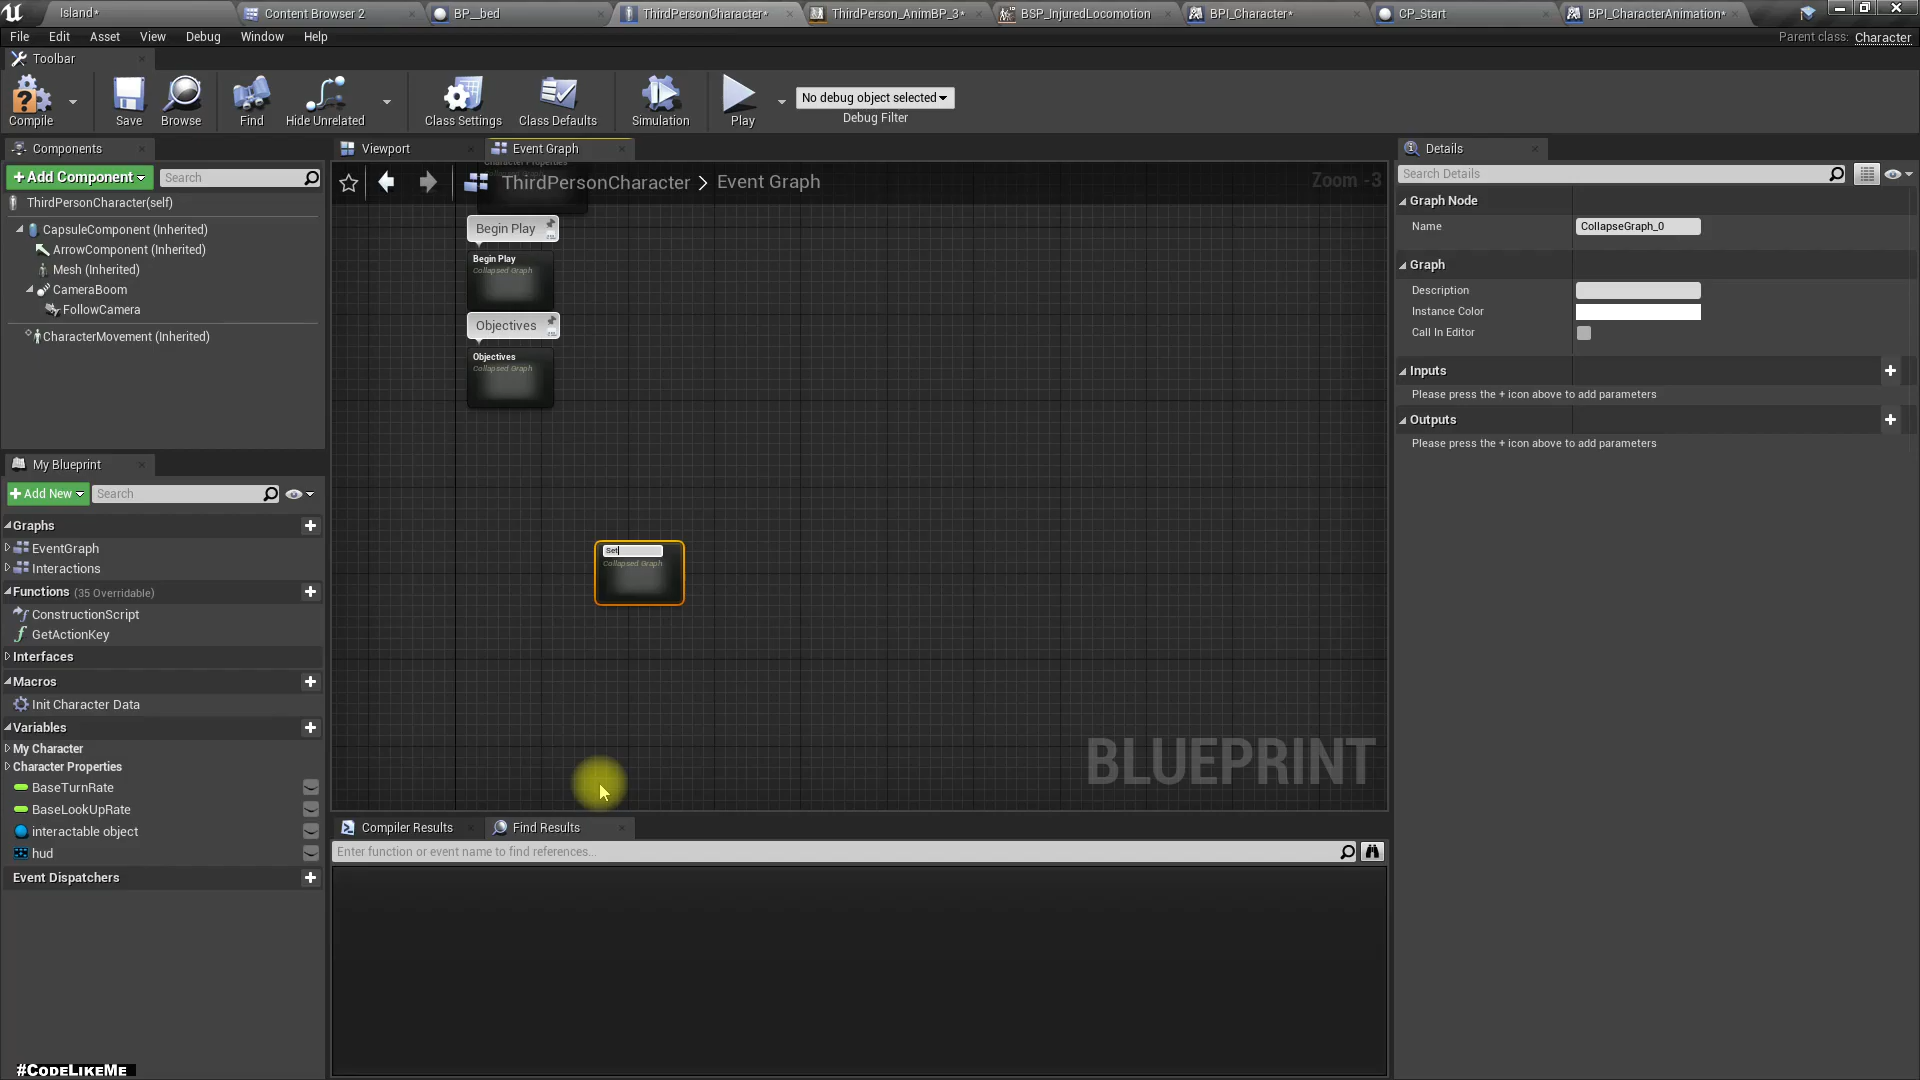 Island*
Content Browser 2
BP__bed
ThirdPersonCharacter*
ThirdPerson_AnimBP_3*
BSP_InjuredLocomotion
BPI_Character*
CP_Start
BPI_CharacterAnimation*
File Edit Asset View Debug Window Help
Parent class: Character
Toolbar
Compile
Save
Browse
Find
Hide Unrelated
Class Settings
Class Defaults
Simulation
Play
No debug object selected
Debug Filter
Components
Add Component
Search
ThirdPersonCharacter(self)
CapsuleComponent (Inherited)
ArrowComponent (Inherited)
Mesh (Inherited)
CameraBoom
FollowCamera
CharacterMovement (Inherited)
My Blueprint
Add New
Search
Graphs
EventGraph
Interactions
Functions (35 Overridable)
ConstructionScript
GetActionKey
Interfaces
Macros
Init Character Data
Variables
My Character
Character Properties
BaseTurnRate
BaseLookUpRate
interactable object
hud
Event Dispatchers
#CodeLikeMe
Viewport
Event Graph
Character Properties
ThirdPersonCharacter > Event Graph
Zoom -3
Begin Play
Begin Play
Collapsed Graph
Objectives
Objectives
Collapsed Graph
Set
Collapsed Graph
BLUEPRINT
Compiler Results
Find Results
Enter function or event name to find references...
Details
Search Details
Graph Node
Name
CollapseGraph_0
Graph
Description
Instance Color
Call In Editor
Inputs
Please press the + icon above to add parameters
Outputs
Please press the + icon above to add parameters